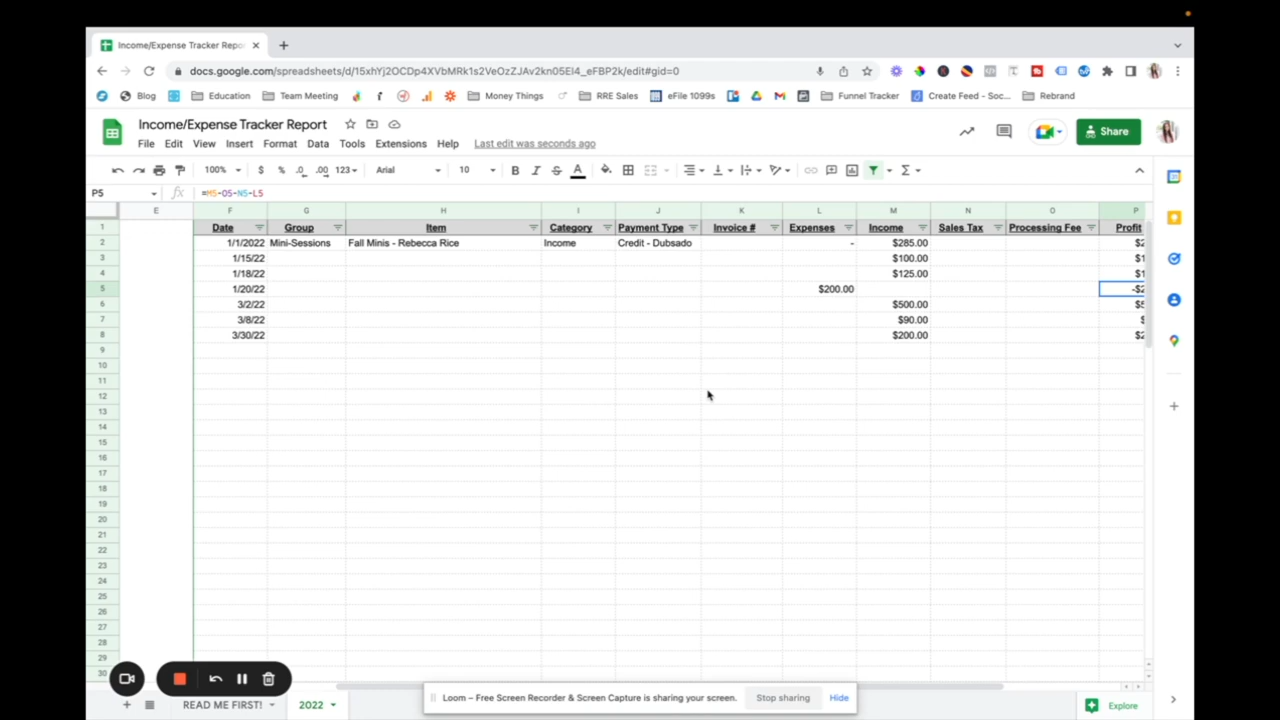 Income/Expense Tracker Repor
docs.google.com/spreadsheets/d/15xhYj2OCDp4XVbMRk1s2VeOzZJAv2kn05EI4_eFBP2k/edit#gid=0
Blog Education Team Meeting Money Things RRE Sales eFile 1099s Funnel Tracker Create Feed - Soc... Rebrand
Income/Expense Tracker Report
Share
File Edit View Insert Format Data Tools Extensions Help Last edit was seconds ago
100% $ % .0 .00 123 Arial 10 B I S A
P5 fx =M5-O5-N5-L5
E F G H I J K L M N O P
1 Date Group Item Category Payment Type Invoice # Expenses Income Sales Tax Processing Fee Profit
2 1/1/2022 Mini-Sessions Fall Minis - Rebecca Rice Income Credit - Dubsado - $285.00 $2
3 1/15/22 $100.00 $1
4 1/18/22 $125.00 $1
5 1/20/22 $200.00 -$2
6 3/2/22 $500.00 $5
7 3/8/22 $90.00 $
8 3/30/22 $200.00 $2
9
10
11
12
13
14
15
16
17
18
19
20
21
22
23
24
25
26
27
28
29
30
Loom – Free Screen Recorder & Screen Capture is sharing your screen. Stop sharing Hide
READ ME FIRST! 2022 Explore